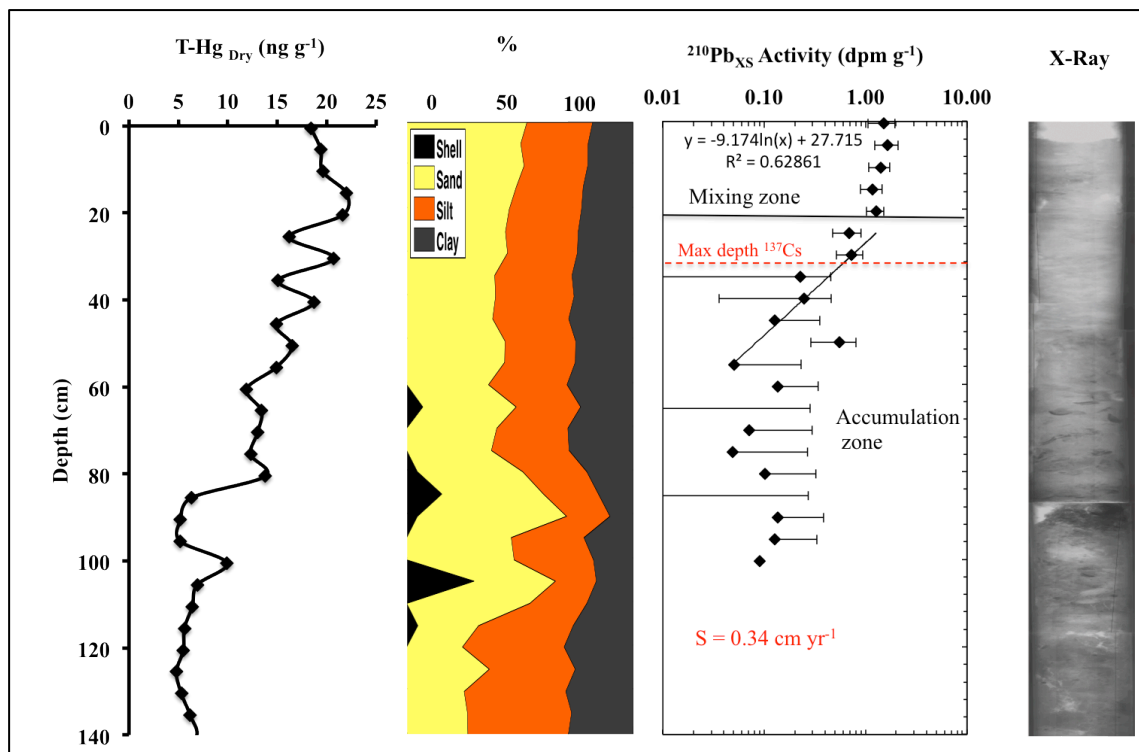 T-Hg Dry (ng g-1)
0 5 10 15 20 25
Depth (cm)
0
20
40
60
80
100
120
140
%
0 50 100
Shell
Sand
Silt
Clay
210PbXS Activity (dpm g-1)
0.01 0.10 1.00 10.00
y = -9.174ln(x) + 27.715
R² = 0.62861
Mixing zone
Max depth 137Cs
Accumulation
zone
S = 0.34 cm yr-1
X-Ray